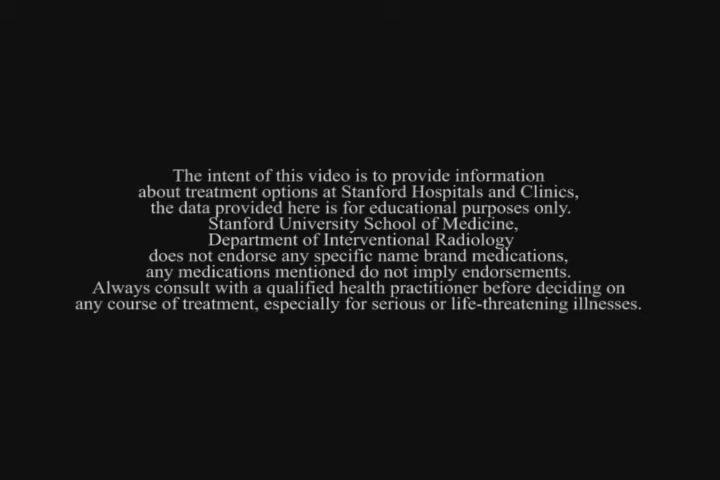 The intent of this video is to provide information
about treatment options at Stanford Hospitals and Clinics,
the data provided here is for educational purposes only.
Stanford University School of Medicine,
Department of Interventional Radiology
does not endorse any specific name brand medications,
any medications mentioned do not imply endorsements.
Always consult with a qualified health practitioner before deciding on
any course of treatment, especially for serious or life-threatening illnesses.